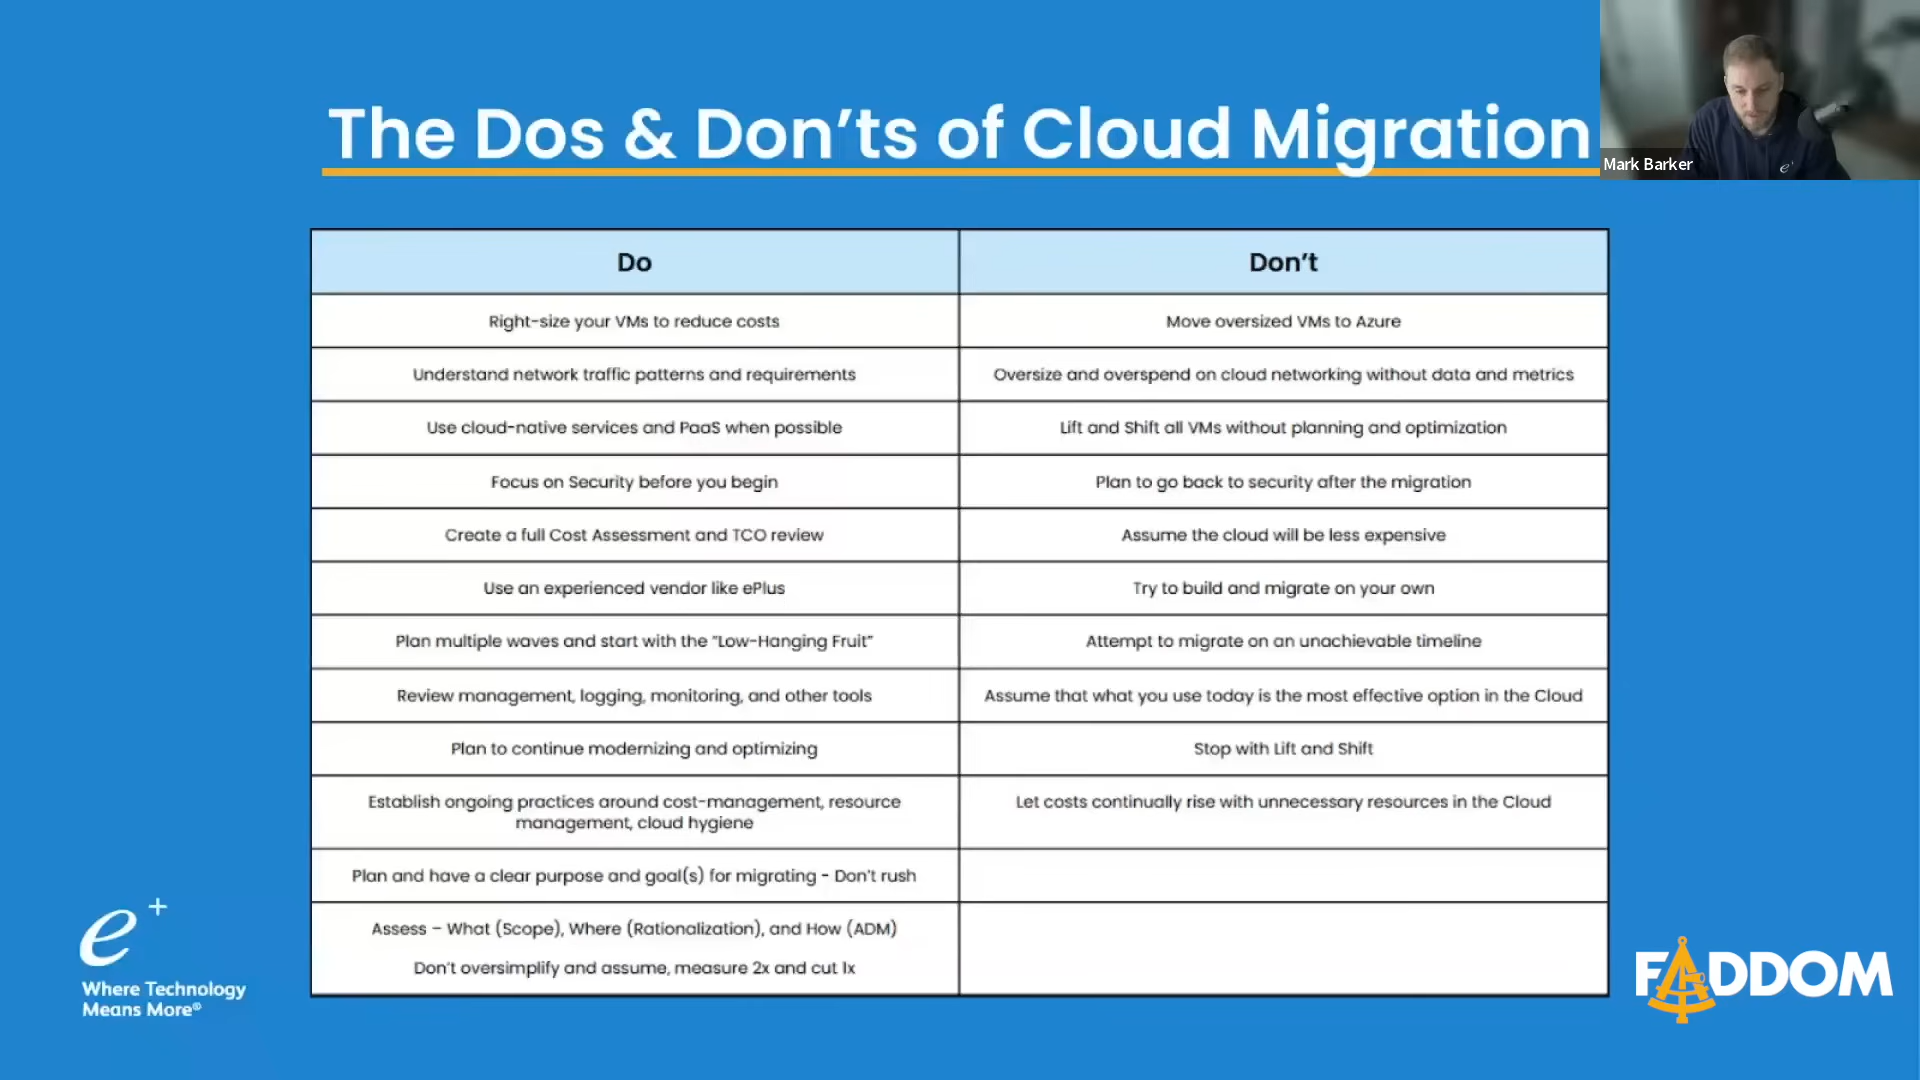 The Dos & Don'ts of Cloud Migration
Mark Barker
Do
Don't
Right-size your VMs to reduce costs
Move oversized VMs to Azure
Understand network traffic patterns and requirements
Oversize and overspend on cloud networking without data and metrics
Use cloud-native services and PaaS when possible
Lift and Shift all VMs without planning and optimization
Focus on Security before you begin
Plan to go back to security after the migration
Create a full Cost Assessment and TCO review
Assume the cloud will be less expensive
Use an experienced vendor like ePlus
Try to build and migrate on your own
Plan multiple waves and start with the "Low-Hanging Fruit"
Attempt to migrate on an unachievable timeline
Review management, logging, monitoring, and other tools
Assume that what you use today is the most effective option in the Cloud
Plan to continue modernizing and optimizing
Stop with Lift and Shift
Establish ongoing practices around cost-management, resource
management, cloud hygiene
Let costs continually rise with unnecessary resources in the Cloud
Plan and have a clear purpose and goal(s) for migrating - Don't rush
Assess – What (Scope), Where (Rationalization), and How (ADM)
Don't oversimplify and assume, measure 2x and cut 1x
e+
Where Technology
Means More®
FADDOM